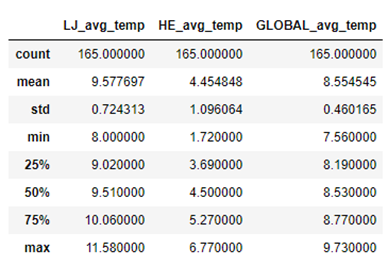 LJ_avg_temp HE_avg_temp GLOBAL_avg_temp
count 165.000000 165.000000 165.000000
mean 9.577697 4.454848 8.554545
std 0.724313 1.096064 0.460165
min 8.000000 1.720000 7.560000
25% 9.020000 3.690000 8.190000
50% 9.510000 4.500000 8.530000
75% 10.060000 5.270000 8.770000
max 11.580000 6.770000 9.730000